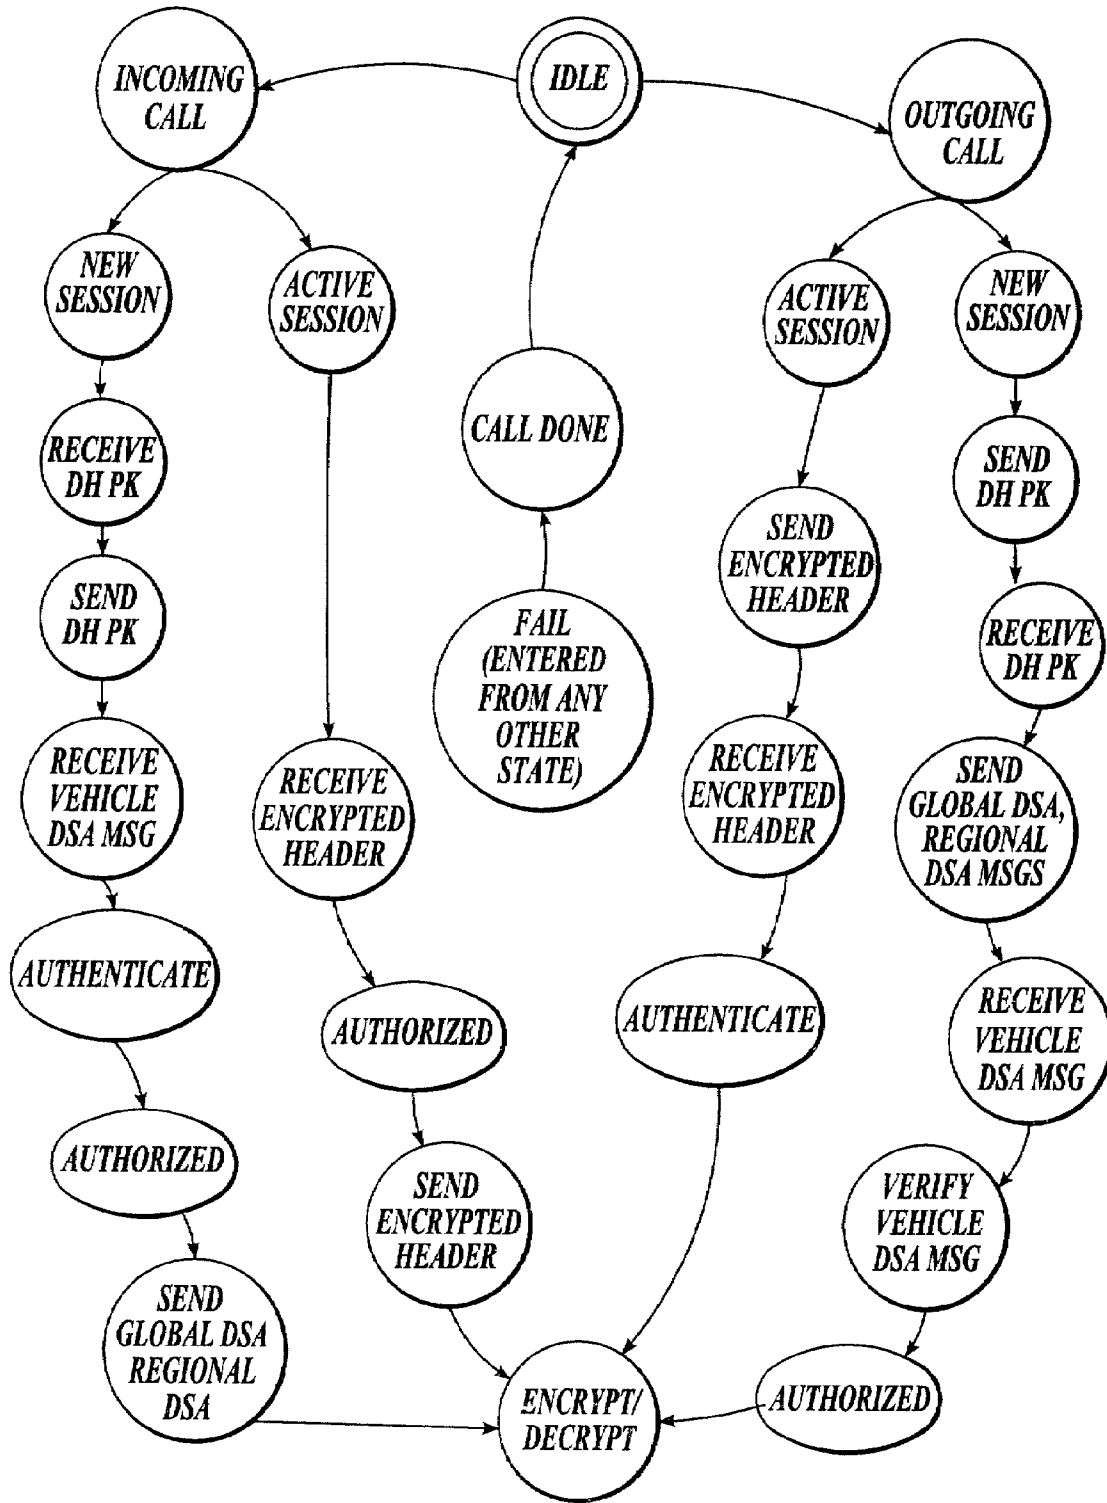 IDLE
INCOMING
CALL
NEW
SESSION
RECEIVE
DH PK
SEND
DH PK
RECEIVE
VEHICLE
DSA MSG
AUTHENTICATE
AUTHORIZED
SEND
GLOBAL DSA
REGIONAL
DSA
ACTIVE
SESSION
RECEIVE
ENCRYPTED
HEADER
AUTHORIZED
SEND
ENCRYPTED
HEADER
CALL DONE
FAIL
(ENTERED
FROM ANY
OTHER
STATE)
OUTGOING
CALL
ACTIVE
SESSION
SEND
ENCRYPTED
HEADER
RECEIVE
ENCRYPTED
HEADER
AUTHENTICATE
NEW
SESSION
SEND
DH PK
RECEIVE
DH PK
SEND
GLOBAL DSA,
REGIONAL
DSA MSGS
RECEIVE
VEHICLE
DSA MSG
VERIFY
VEHICLE
DSA MSG
AUTHORIZED
ENCRYPT/
DECRYPT